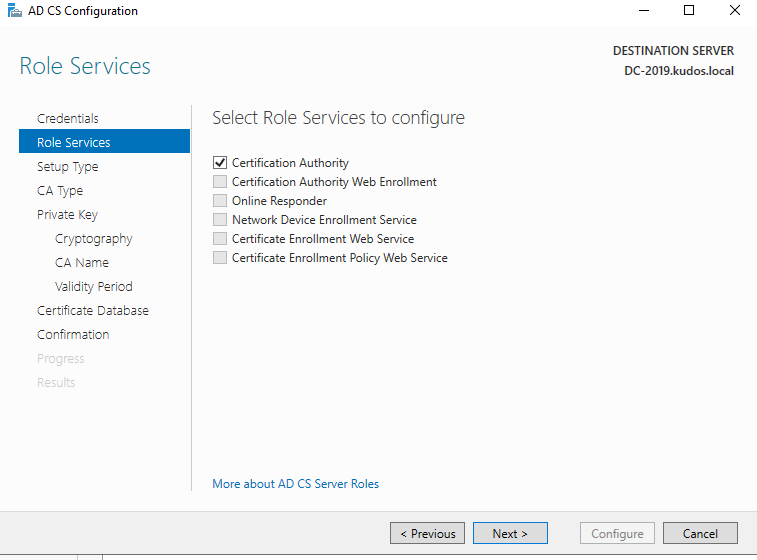 AD CS Configuration
Role Services
DESTINATION SERVER
DC-2019.kudos.local
Credentials
Role Services
Setup Type
CA Type
Private Key
Cryptography
CA Name
Validity Period
Certificate Database
Confirmation
Progress
Results
Select Role Services to configure
Certification Authority
Certification Authority Web Enrollment
Online Responder
Network Device Enrollment Service
Certificate Enrollment Web Service
Certificate Enrollment Policy Web Service
More about AD CS Server Roles
< Previous
Next >
Configure
Cancel